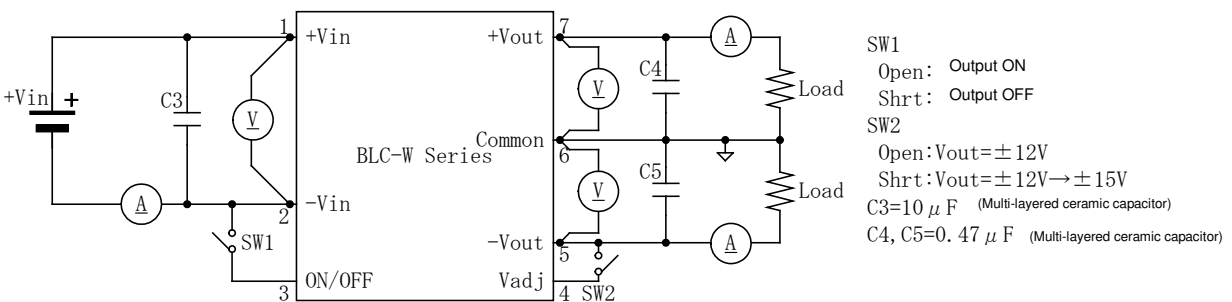 1
+Vin
+Vout
7
A
C4
V
Load
+Vin
+
C3
V
BLC-W Series
Common
6
C5
V
Load
A
2
-Vin
SW1
-Vout
5
A
3
ON/OFF
Vadj
4
SW2
SW1
Open: Output ON
Shrt: Output OFF
SW2
Open:Vout=±12V
Shrt:Vout=±12V→±15V
C3=10μF (Multi-layered ceramic capacitor)
C4,C5=0.47μF (Multi-layered ceramic capacitor)